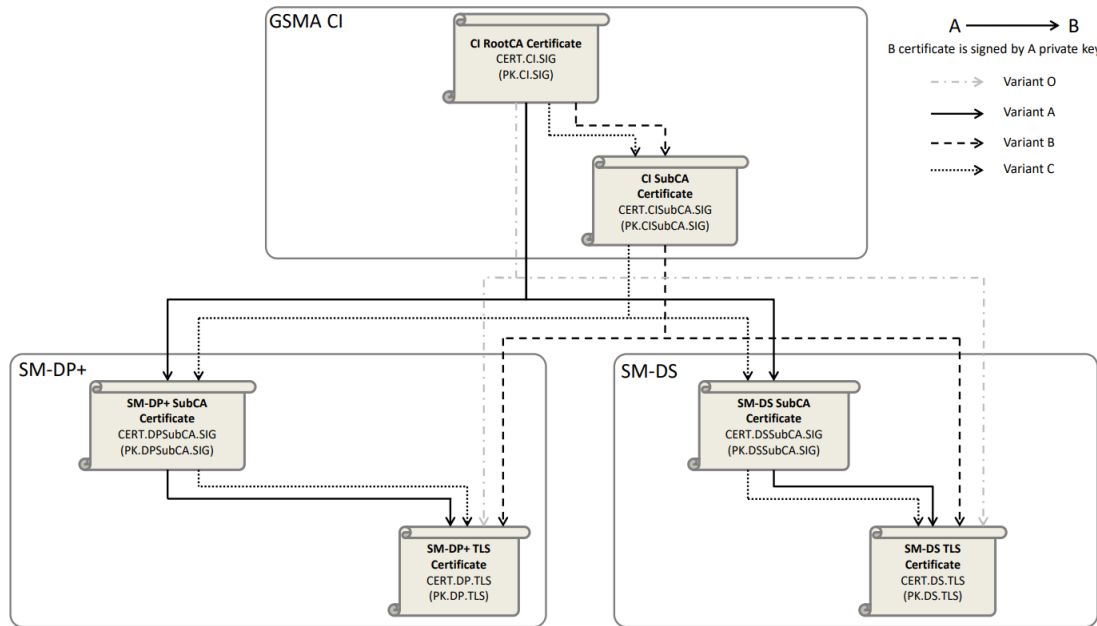 GSMA CI
CI RootCA Certificate
CERT.CI.SIG
(PK.CI.SIG)
A
B
B certificate is signed by A private key
Variant O
Variant A
Variant B
Variant C
CI SubCA
Certificate
CERT.CISubCA.SIG
(PK.CISubCA.SIG)
SM-DP+
SM-DP+ SubCA
Certificate
CERT.DPSubCA.SIG
(PK.DPSubCA.SIG)
SM-DP+ TLS
Certificate
CERT.DP.TLS
(PK.DP.TLS)
SM-DS
SM-DS SubCA
Certificate
CERT.DSSubCA.SIG
(PK.DSSubCA.SIG)
SM-DS TLS
Certificate
CERT.DS.TLS
(PK.DS.TLS)